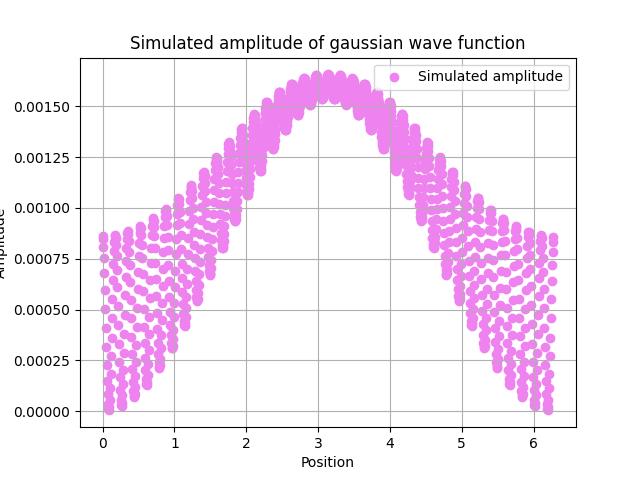 Simulated amplitude of gaussian wave function
Simulated amplitude
0.00150
0.00125
0.00100
0.00075
0.00050
0.00025
0.00000
Amplitude
0 1 2 3 4 5 6
Position